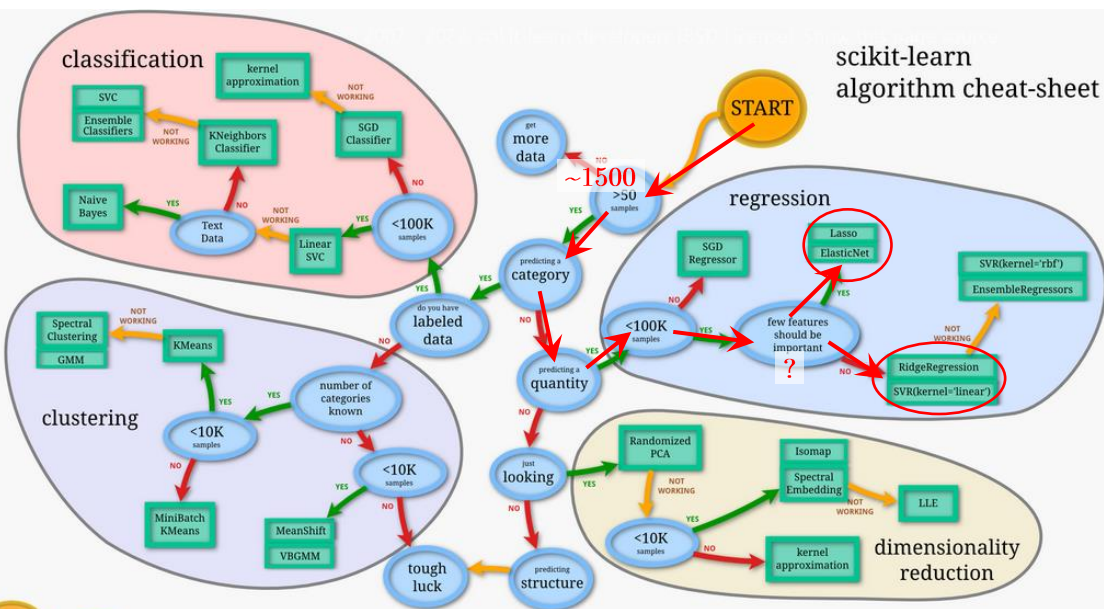 scikit-learn
algorithm cheat-sheet
START
get
more
data
NO
~1500
>50
samples
YES
predicting a
category
YES
NO
do you have
labeled
data
YES
NO
predicting a
quantity
YES
NO
just
looking
YES
NO
predicting
structure
tough
luck
classification
kernel
approximation
NOT
WORKING
SGD
Classifier
NO
<100K
samples
YES
Linear
SVC
NOT
WORKING
Text
Data
YES
NO
Naive
Bayes
KNeighbors
Classifier
NOT
WORKING
SVC
Ensemble
Classifiers
regression
<100K
samples
NO
YES
SGD
Regressor
few features
should be
important
?
YES
NO
Lasso
ElasticNet
RidgeRegression
SVR(kernel='linear')
NOT
WORKING
SVR(kernel='rbf')
EnsembleRegressors
clustering
number of
categories
known
YES
NO
<10K
samples
YES
NO
KMeans
NOT
WORKING
Spectral
Clustering
GMM
MiniBatch
KMeans
<10K
samples
YES
NO
MeanShift
VBGMM
dimensionality
reduction
Randomized
PCA
NOT
WORKING
<10K
samples
YES
NO
Isomap
Spectral
Embedding
NOT
WORKING
LLE
kernel
approximation